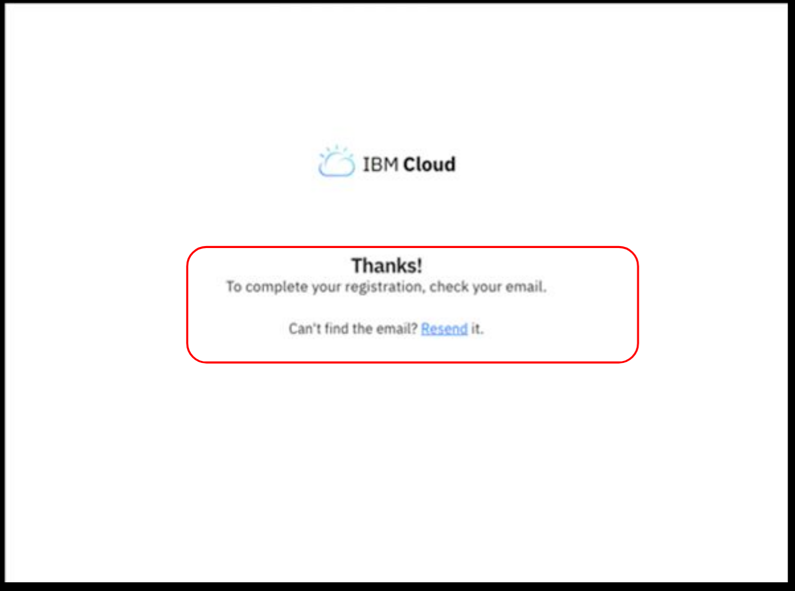 IBM Cloud
Thanks!
To complete your registration, check your email.
Can't find the email? Resend it.